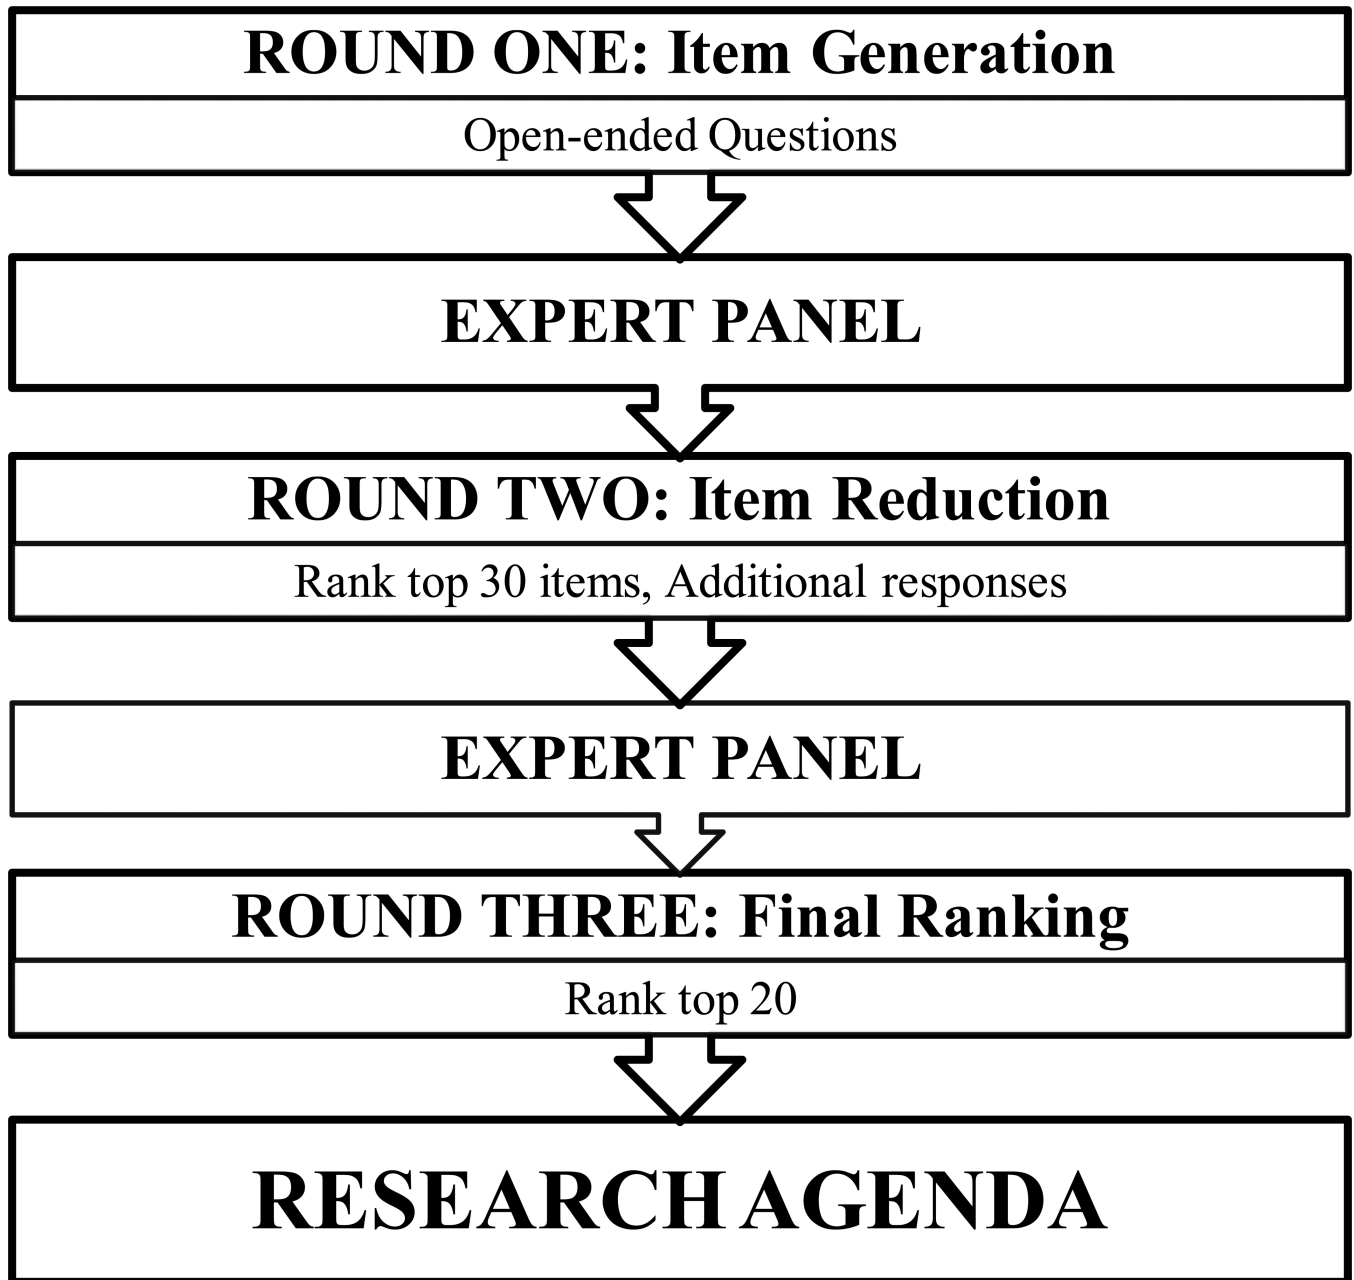 ROUND ONE: Item Generation
Open-ended Questions
EXPERT PANEL
ROUND TWO: Item Reduction
Rank top 30 items, Additional responses
EXPERT PANEL
ROUND THREE: Final Ranking
Rank top 20
RESEARCH AGENDA